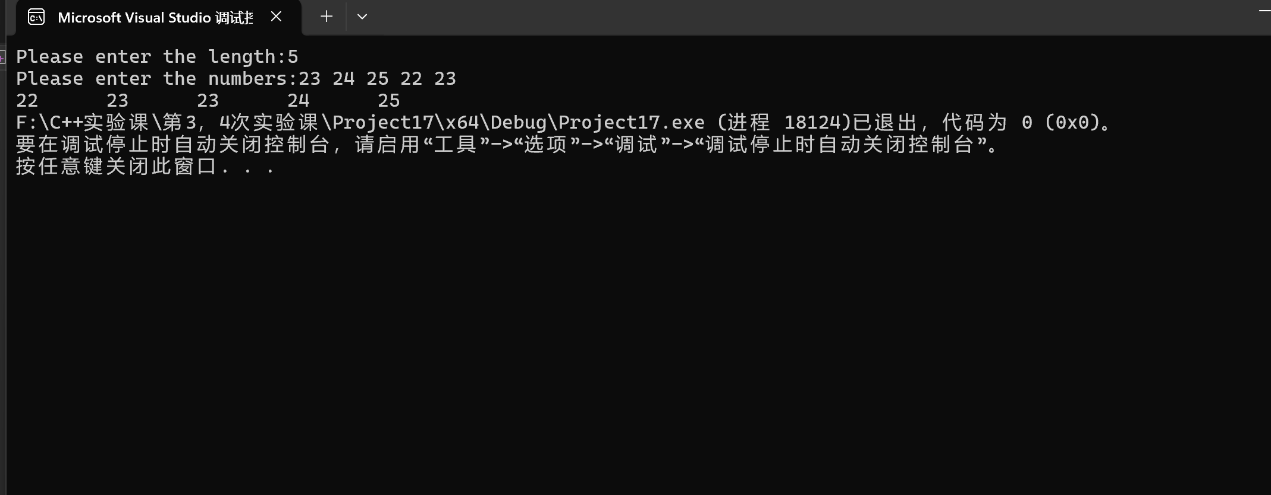 Microsoft Visual Studio 调试控
Please enter the length:5
Please enter the numbers:23 24 25 22 23
22 23 23 24 25
F:\C++实验课\第3，4次实验课\Project17\x64\Debug\Project17.exe (进程 18124)已退出，代码为 0 (0x0)。
要在调试停止时自动关闭控制台，请启用“工具”->“选项”->“调试”->“调试停止时自动关闭控制台”。
按任意键关闭此窗口. . .